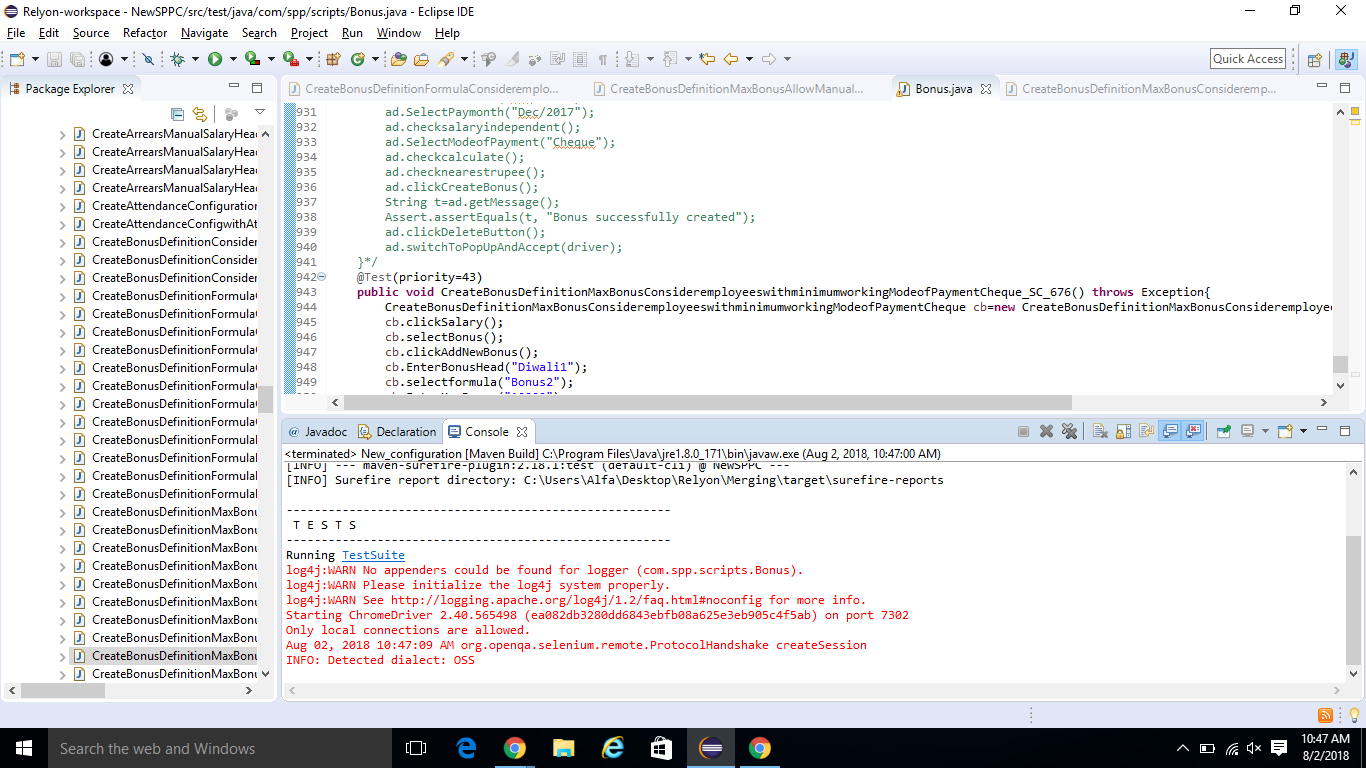 Relyon-workspace - NewSPPC/src/test/java/com/spp/scripts/Bonus.java - Eclipse IDE
File Edit Source Refactor Navigate Search Project Run Window Help
Quick Access
Package Explorer
CreateBonusDefinitionFormulaConsideremplo...
CreateBonusDefinitionMaxBonusAllowManual...
Bonus.java
CreateBonusDefinitionMaxBonusConsideremp...
CreateArrearsManualSalaryHea
CreateArrearsManualSalaryHea
CreateArrearsManualSalaryHea
CreateArrearsManualSalaryHea
CreateAttendanceConfiguration
CreateAttendanceConfigwithAt
CreateBonusDefinitionConsider
CreateBonusDefinitionConsider
CreateBonusDefinitionConsider
CreateBonusDefinitionFormula
CreateBonusDefinitionFormula
CreateBonusDefinitionFormula
CreateBonusDefinitionFormula
CreateBonusDefinitionFormula
CreateBonusDefinitionFormula
CreateBonusDefinitionFormula
CreateBonusDefinitionFormula
CreateBonusDefinitionFormulaI
CreateBonusDefinitionFormulaI
CreateBonusDefinitionFormulaI
CreateBonusDefinitionMaxBonu
CreateBonusDefinitionMaxBonu
CreateBonusDefinitionMaxBonu
CreateBonusDefinitionMaxBonu
CreateBonusDefinitionMaxBonu
CreateBonusDefinitionMaxBonu
CreateBonusDefinitionMaxBonu
CreateBonusDefinitionMaxBonu
CreateBonusDefinitionMaxBonu
CreateBonusDefinitionMaxBonu
931 ad.SelectPaymonth("Dec/2017");
932 ad.checksalaryindependent();
933 ad.SelectModeofPayment("Cheque");
934 ad.checkcalculate();
935 ad.checknearestrupee();
936 ad.clickCreateBonus();
937 String t=ad.getMessage();
938 Assert.assertEquals(t, "Bonus successfully created");
939 ad.clickDeleteButton();
940 ad.switchToPopUpAndAccept(driver);
941 }*/
942 @Test(priority=43)
943 public void CreateBonusDefinitionMaxBonusConsideremployeeswithminimumworkingModeofPaymentCheque_SC_676() throws Exception{
944 CreateBonusDefinitionMaxBonusConsideremployeeswithminimumworkingModeofPaymentCheque cb=new CreateBonusDefinitionMaxBonusConsideremployee
945 cb.clickSalary();
946 cb.selectBonus();
947 cb.clickAddNewBonus();
948 cb.EnterBonusHead("Diwali1");
949 cb.selectformula("Bonus2");
Javadoc Declaration Console
<terminated> New_configuration [Maven Build] C:\Program Files\Java\jre1.8.0_171\bin\javaw.exe (Aug 2, 2018, 10:47:00 AM)
[INFO] --- maven-surefire-plugin:2.18.1:test (default-cli) @ NewSPPC ---
[INFO] Surefire report directory: C:\Users\Alfa\Desktop\Relyon\Merging\target\surefire-reports
-------------------------------------------------------
T E S T S
-------------------------------------------------------
Running TestSuite
log4j:WARN No appenders could be found for logger (com.spp.scripts.Bonus).
log4j:WARN Please initialize the log4j system properly.
log4j:WARN See http://logging.apache.org/log4j/1.2/faq.html#noconfig for more info.
Starting ChromeDriver 2.40.565498 (ea082db3280dd6843ebfb08a625e3eb905c4f5ab) on port 7302
Only local connections are allowed.
Aug 02, 2018 10:47:09 AM org.openqa.selenium.remote.ProtocolHandshake createSession
INFO: Detected dialect: OSS
Search the web and Windows
10:47 AM
8/2/2018